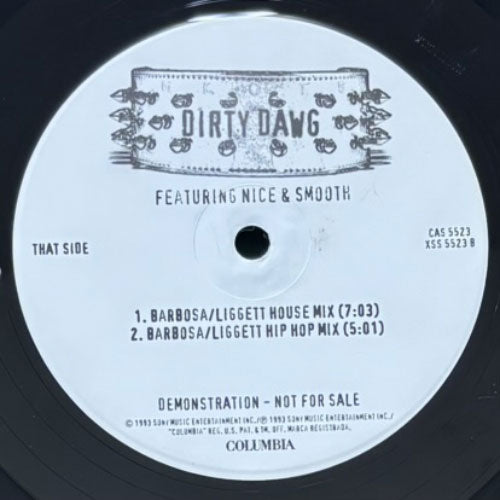 NKOTB
DIRTY DAWG
FEATURING NICE & SMOOTH
THAT SIDE
CAS 5523
XSS 5523 B
1. BARBOSA/LIGGETT HOUSE MIX (7:03)
2. BARBOSA/LIGGETT HIP HOP MIX (5:01)
DEMONSTRATION - NOT FOR SALE
© 1993 SONY MUSIC ENTERTAINMENT INC./℗ 1993 SONY MUSIC ENTERTAINMENT INC./
"COLUMBIA" REG. U.S. PAT. & TM. OFF. MARCA REGISTRADA.
COLUMBIA